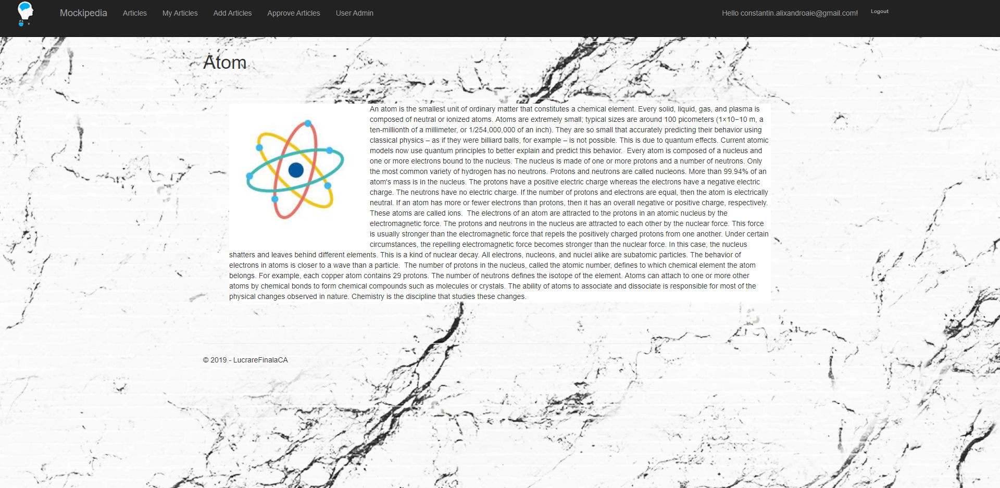 Mockipedia Articles My Articles Add Articles Approve Articles User Admin Hello constantin.alixandroaie@gmail.com! Logout
Atom
An atom is the smallest unit of ordinary matter that constitutes a chemical element. Every solid, liquid, gas, and plasma is
composed of neutral or ionized atoms. Atoms are extremely small; typical sizes are around 100 picometers (1×10−10 m, a
ten-millionth of a millimeter, or 1/254,000,000 of an inch). They are so small that accurately predicting their behavior using
classical physics – as if they were billiard balls, for example – is not possible. This is due to quantum effects. Current atomic
models now use quantum principles to better explain and predict this behavior.  Every atom is composed of a nucleus and
one or more electrons bound to the nucleus. The nucleus is made of one or more protons and a number of neutrons. Only
the most common variety of hydrogen has no neutrons. Protons and neutrons are called nucleons. More than 99.94% of an
atom's mass is in the nucleus. The protons have a positive electric charge whereas the electrons have a negative electric
charge. The neutrons have no electric charge. If the number of protons and electrons are equal, then the atom is electrically
neutral. If an atom has more or fewer electrons than protons, then it has an overall negative or positive charge, respectively.
These atoms are called ions.  The electrons of an atom are attracted to the protons in an atomic nucleus by the
electromagnetic force. The protons and neutrons in the nucleus are attracted to each other by the nuclear force. This force
is usually stronger than the electromagnetic force that repels the positively charged protons from one another. Under certain
circumstances, the repelling electromagnetic force becomes stronger than the nuclear force. In this case, the nucleus
shatters and leaves behind different elements. This is a kind of nuclear decay. All electrons, nucleons, and nuclei alike are subatomic particles. The behavior of
electrons in atoms is closer to a wave than a particle.  The number of protons in the nucleus, called the atomic number, defines to which chemical element the atom
belongs. For example, each copper atom contains 29 protons. The number of neutrons defines the isotope of the element. Atoms can attach to one or more other
atoms by chemical bonds to form chemical compounds such as molecules or crystals. The ability of atoms to associate and dissociate is responsible for most of the
physical changes observed in nature. Chemistry is the discipline that studies these changes.
© 2019 - LucrareFinalaCA